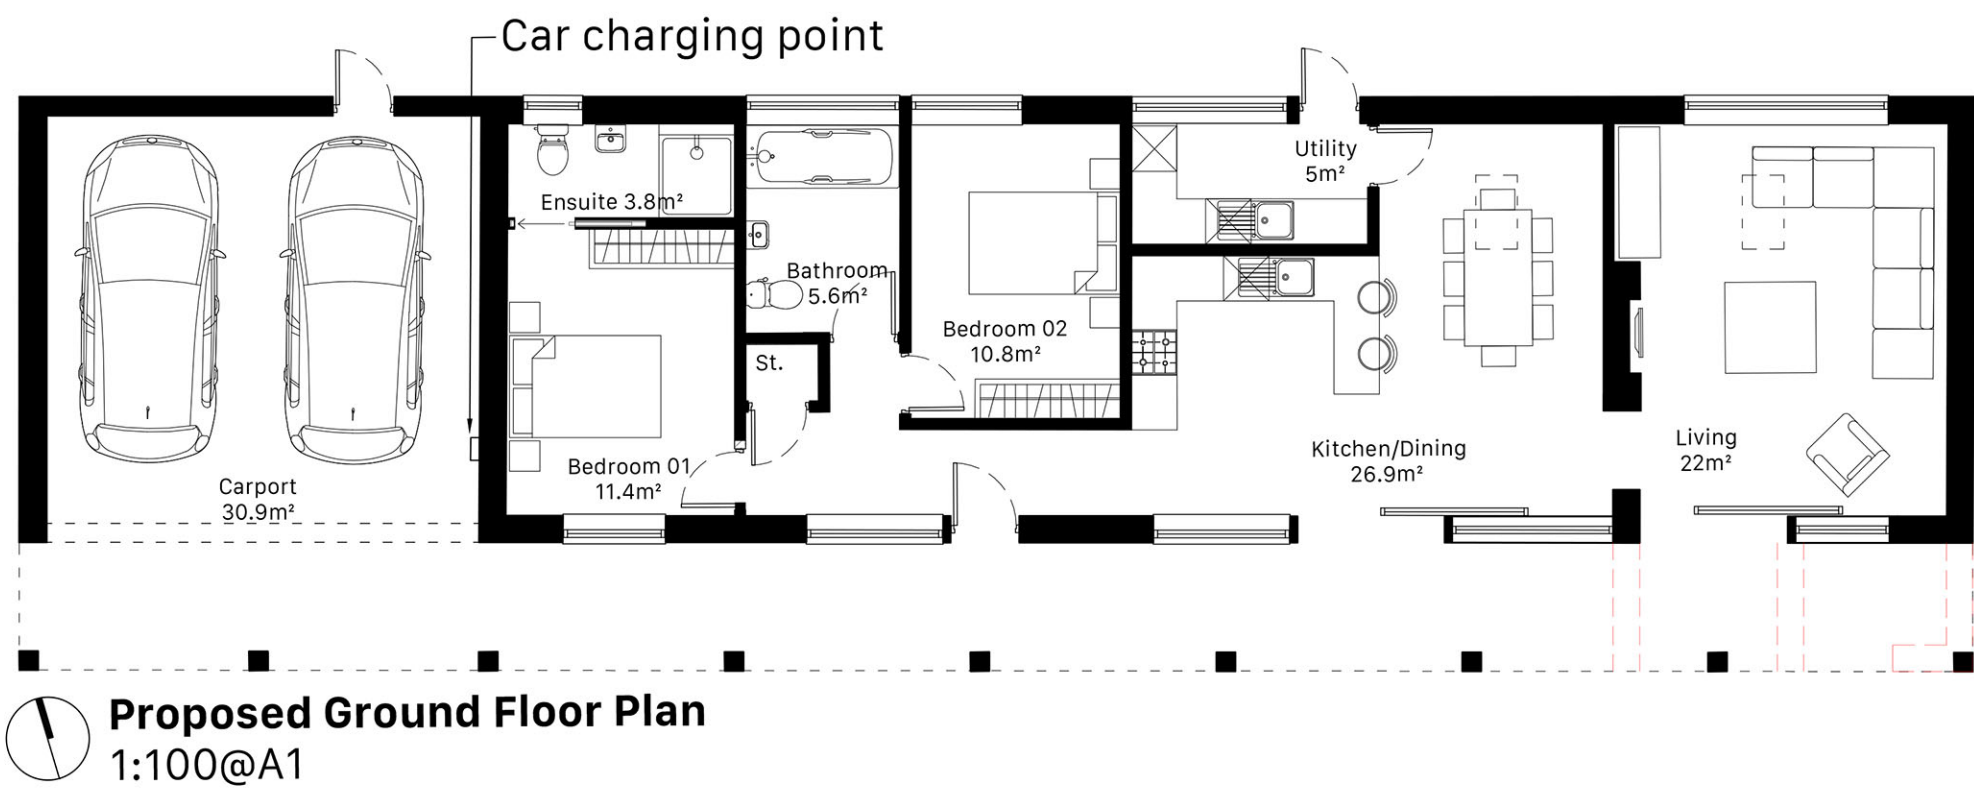 Car charging point
Utility
5m²
Ensuite 3.8m²
Bathroom
5.6m²
Bedroom 02
10.8m²
St.
Kitchen/Dining
26.9m²
Living
22m²
Bedroom 01
11.4m²
Carport
30.9m²
Proposed Ground Floor Plan
1:100@A1